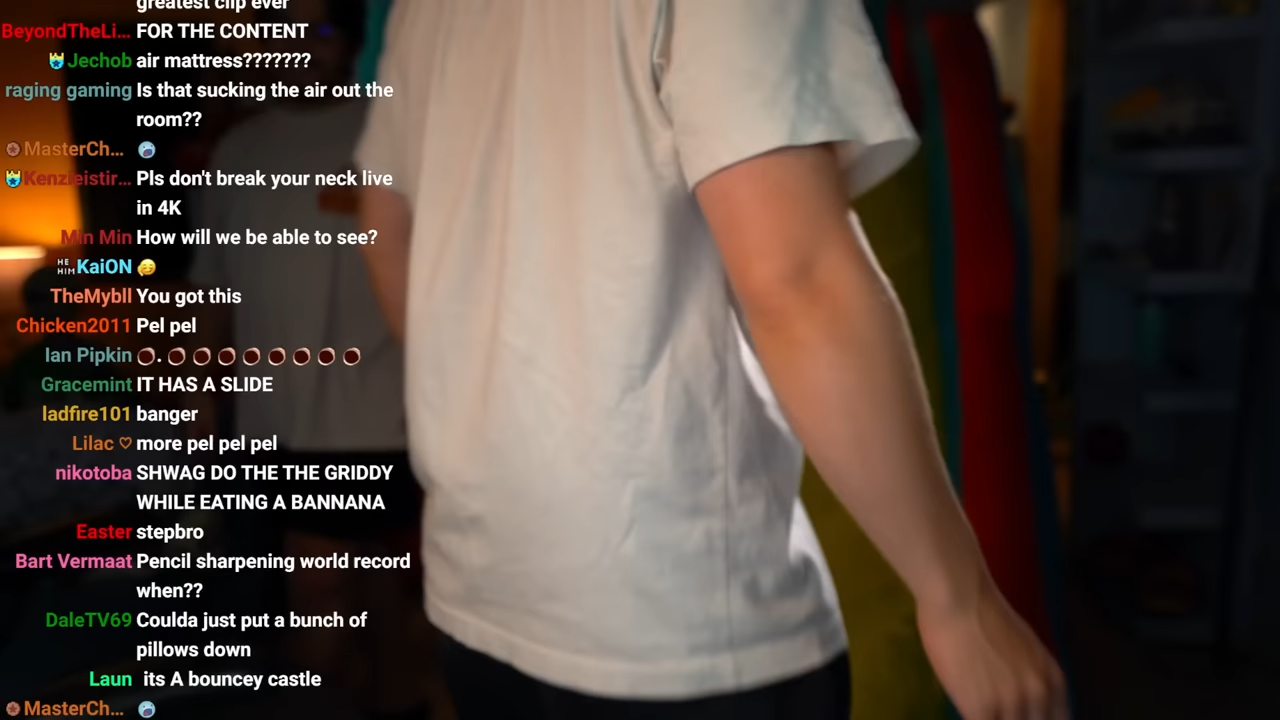 greatest clip ever
BeyondTheLi... FOR THE CONTENT
Jechob air mattress???????
raging gaming Is that sucking the air out the
room??
MasterCh...
Kenzieistir... Pls don't break your neck live
in 4K
Min Min How will we be able to see?
HE HIM KaiON
TheMybll You got this
Chicken2011 Pel pel
Ian Pipkin .
Gracemint IT HAS A SLIDE
ladfire101 banger
Lilac ♡ more pel pel pel
nikotoba SHWAG DO THE THE GRIDDY
WHILE EATING A BANNANA
Easter stepbro
Bart Vermaat Pencil sharpening world record
when??
DaleTV69 Coulda just put a bunch of
pillows down
Laun its A bouncey castle
MasterCh...